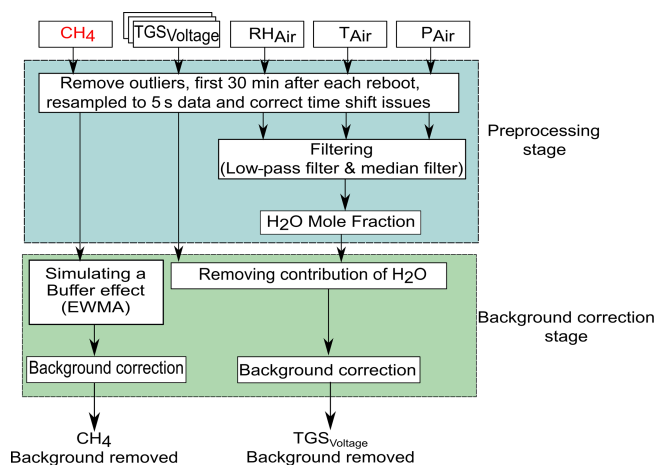 CH4 TGSVoltage RHAir TAir PAir
Remove outliers, first 30 min after each reboot,
resampled to 5 s data and correct time shift issues
Preprocessing
stage
Filtering
(Low-pass filter & median filter)
H2O Mole Fraction
Simulating a
Buffer effect
(EWMA)
Removing contribution of H2O
Background correction
stage
Background correction
Background correction
CH4
Background removed
TGSVoltage
Background removed